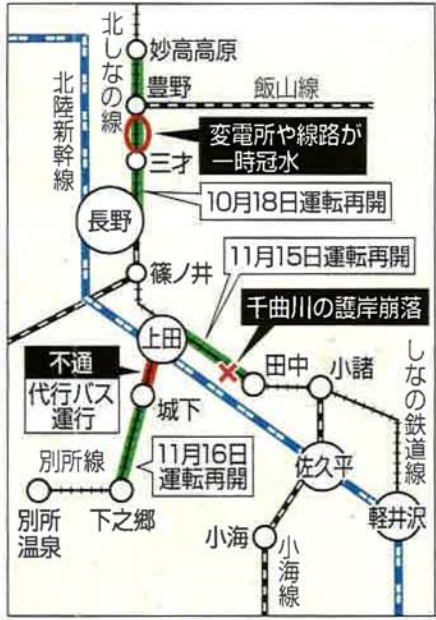 北しなの線
妙高高原
北陸新幹線
豊野
飯山線
変電所や線路が
一時冠水
三才
10月18日運転再開
長野
11月15日運転再開
篠ノ井
千曲川の護岸崩落
上田
不通
代行バス
運行
田中
小諸
しなの鉄道線
城下
別所線
11月16日
運転再開
佐久平
軽井沢
別所
温泉
下之郷
小海
小海線